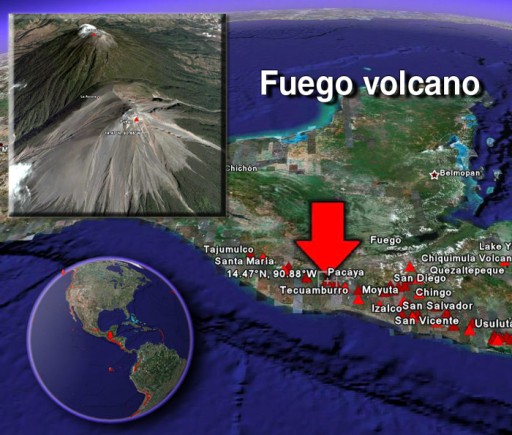 Fuego volcano
Chichón
Belmopan
Fuego
Tajumulco
Lake Y
Santa Maria
Chiquimula Volcan
14.47°N, 90.88°W
Pacaya
Quezaltepeque
San Diego
Tecuamburro
Moyuta
Chingo
Izalco
San Salvador
San Vicente
Usuluta